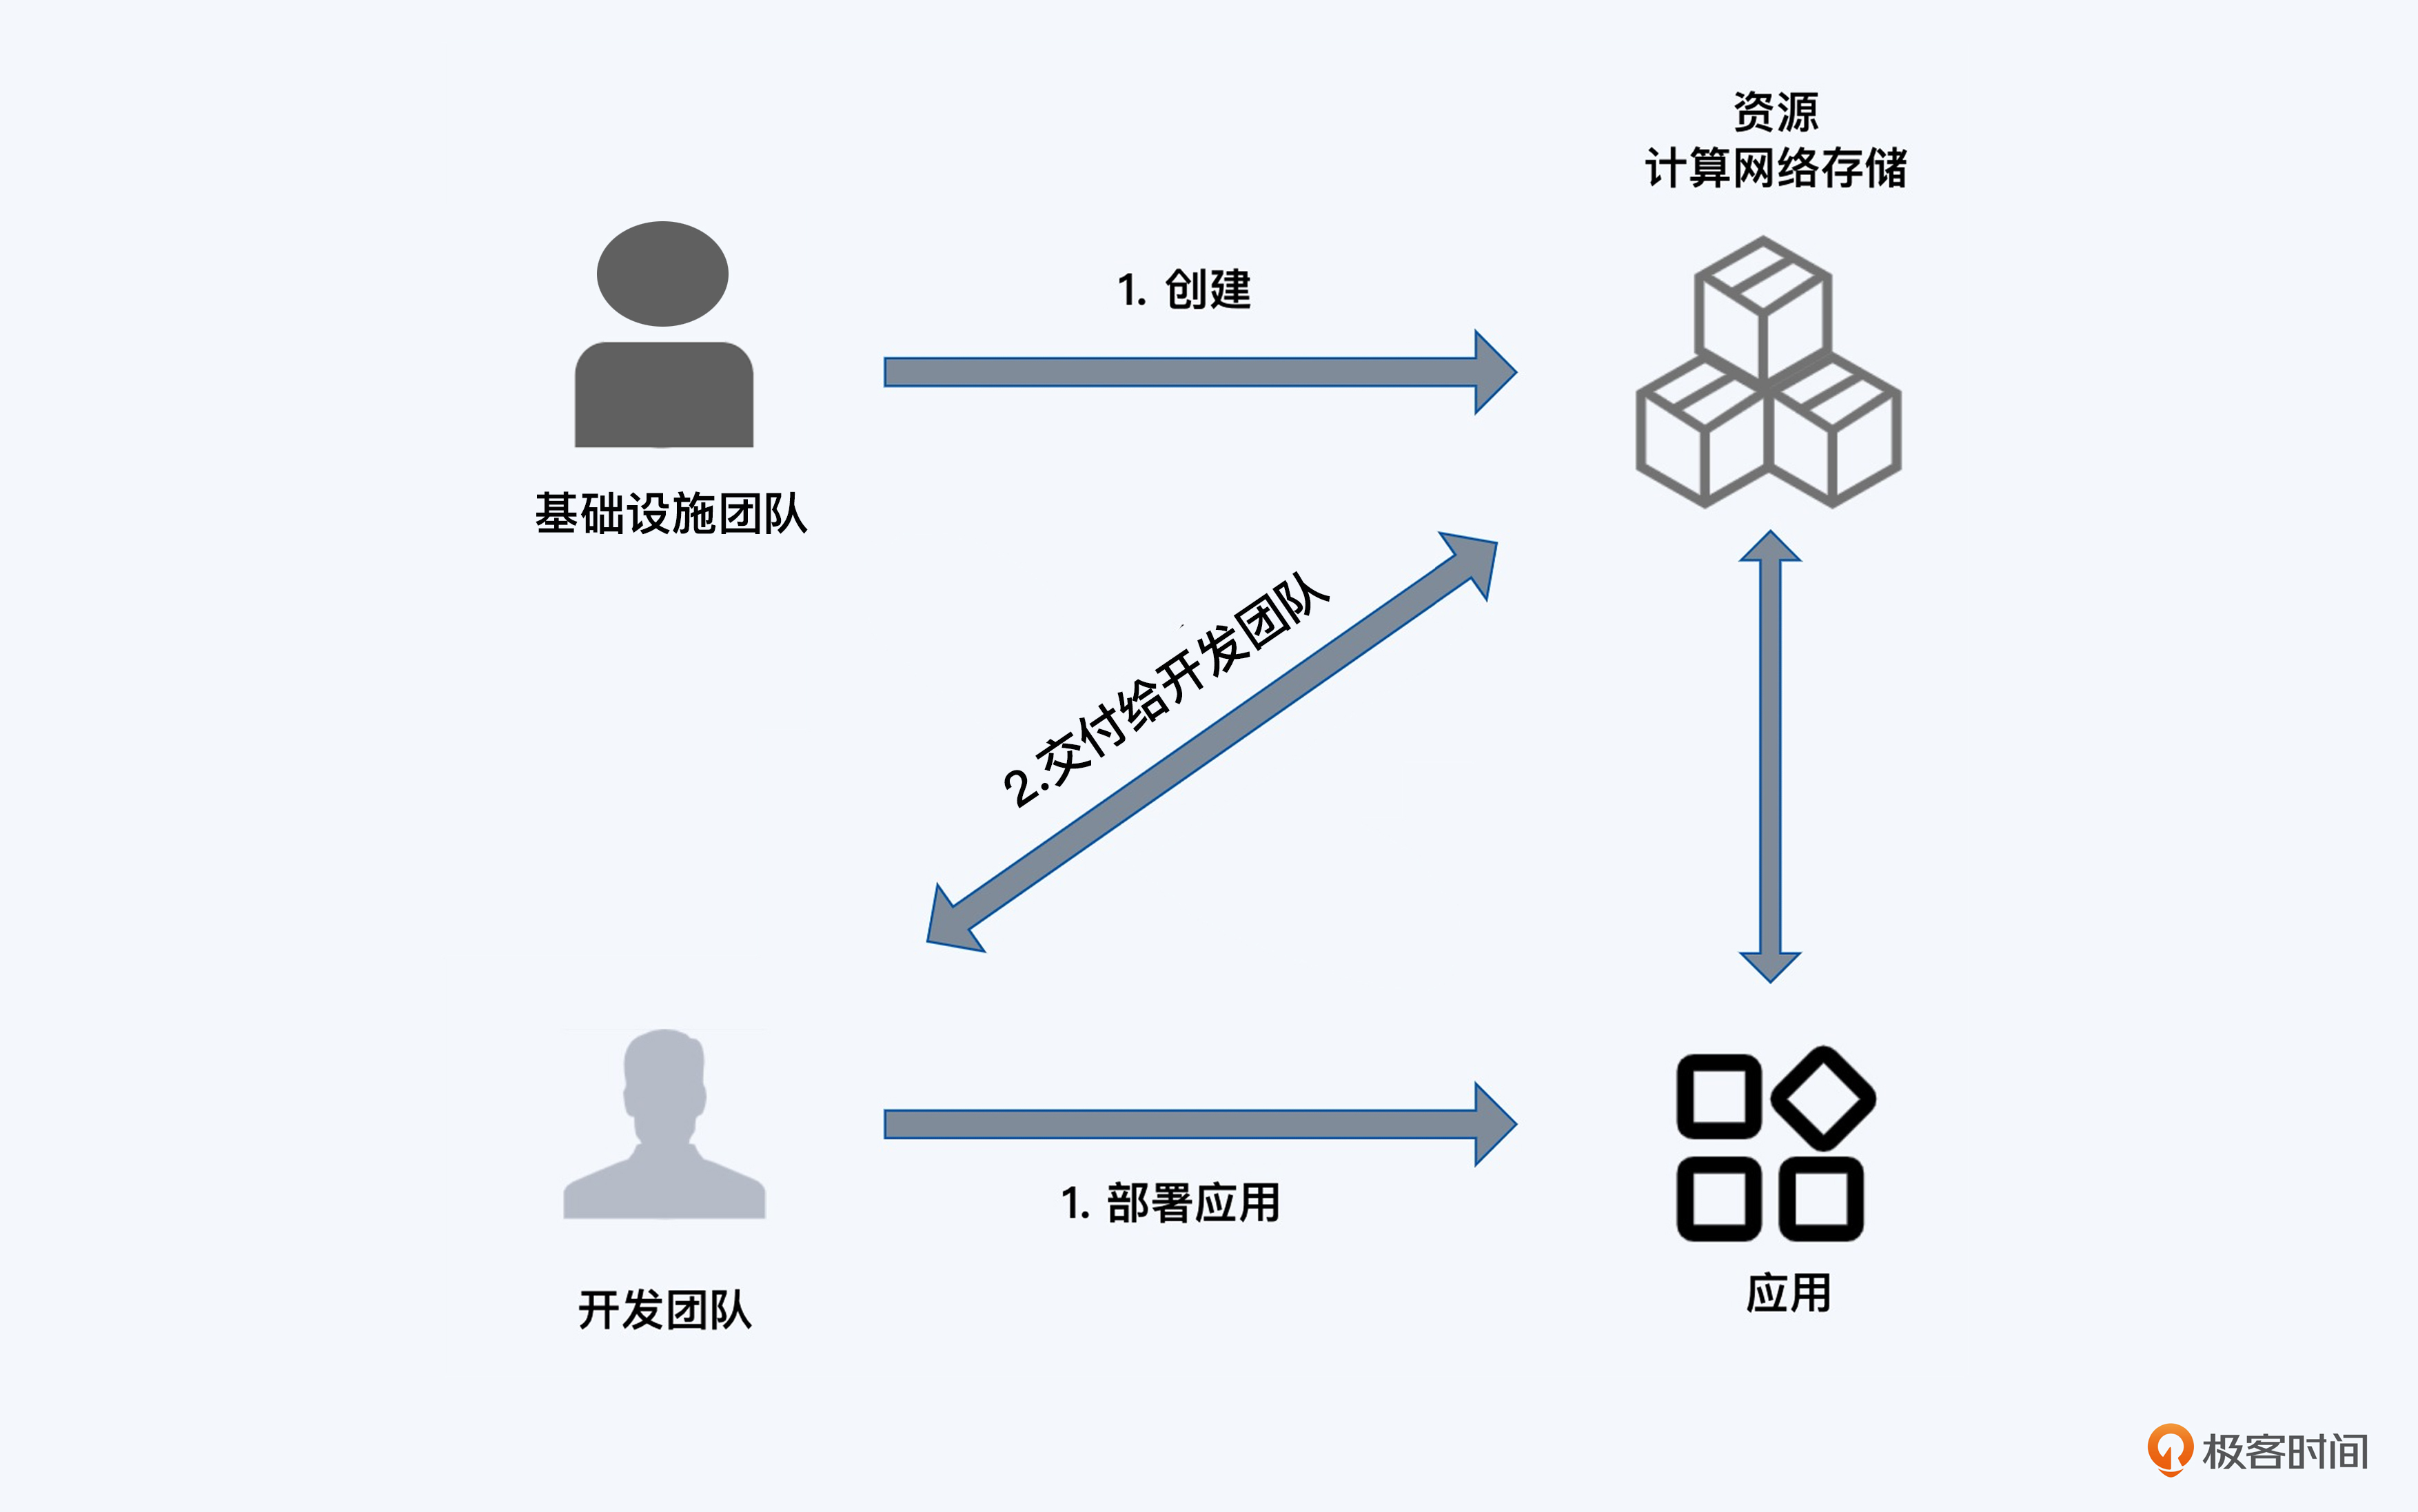 资源
计算网络存储
1. 创建
基础设施团队
2.交付给开发团队
1. 部署应用
应用
开发团队
极客时间